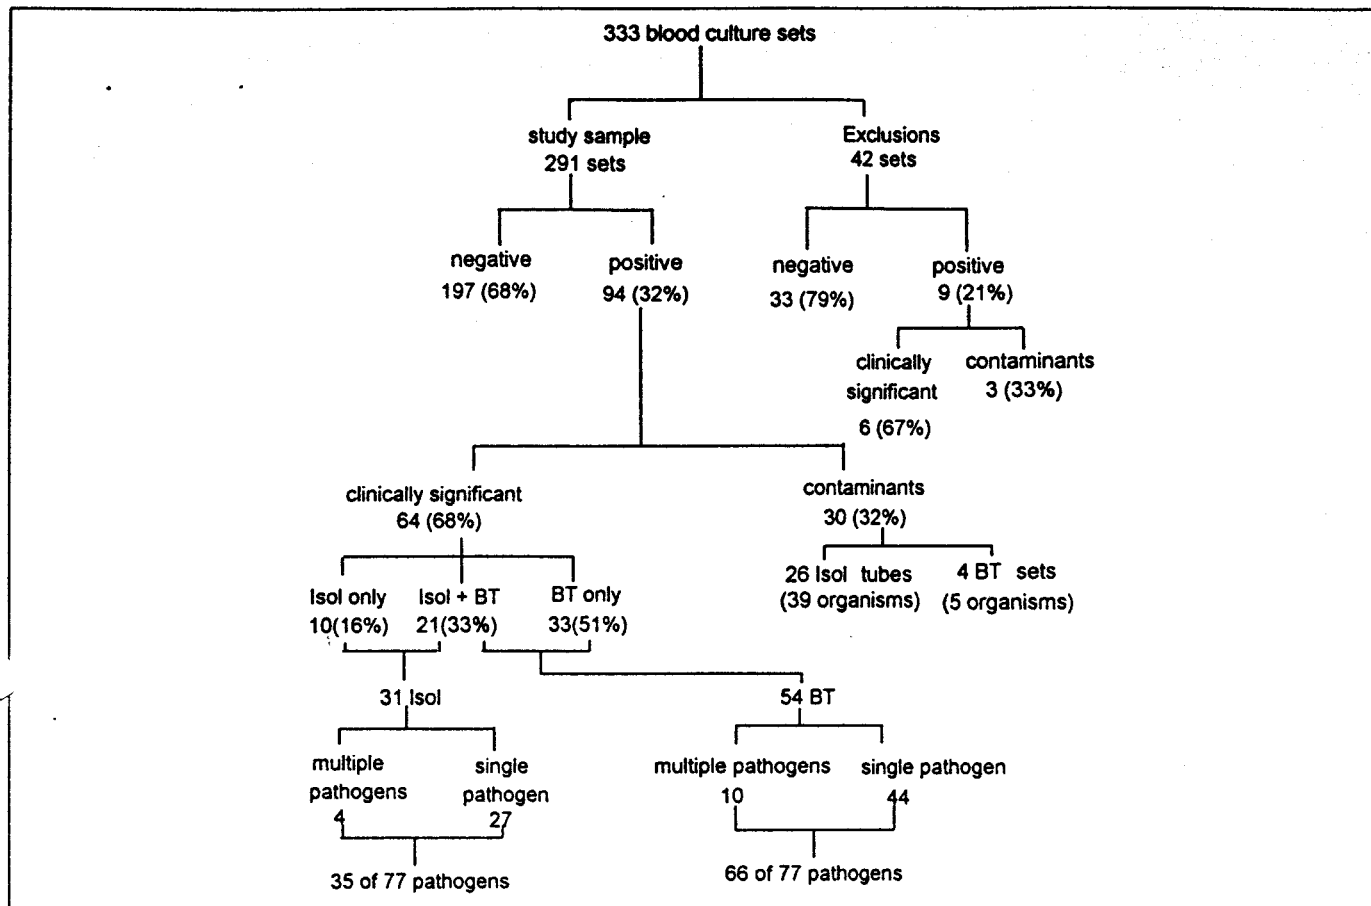 333 blood culture sets
study sample
291 sets
Exclusions
42 sets
negative
197 (68%)
positive
94 (32%)
negative
33 (79%)
positive
9 (21%)
clinically
significant
6 (67%)
contaminants
3 (33%)
clinically significant
64 (68%)
contaminants
30 (32%)
Isol only
10(16%)
Isol + BT
21(33%)
BT only
33(51%)
26 Isol tubes
(39 organisms)
4 BT sets
(5 organisms)
31 Isol
54 BT
multiple
pathogens
4
single
pathogen
27
multiple pathogens
10
single pathogen
44
35 of 77 pathogens
66 of 77 pathogens